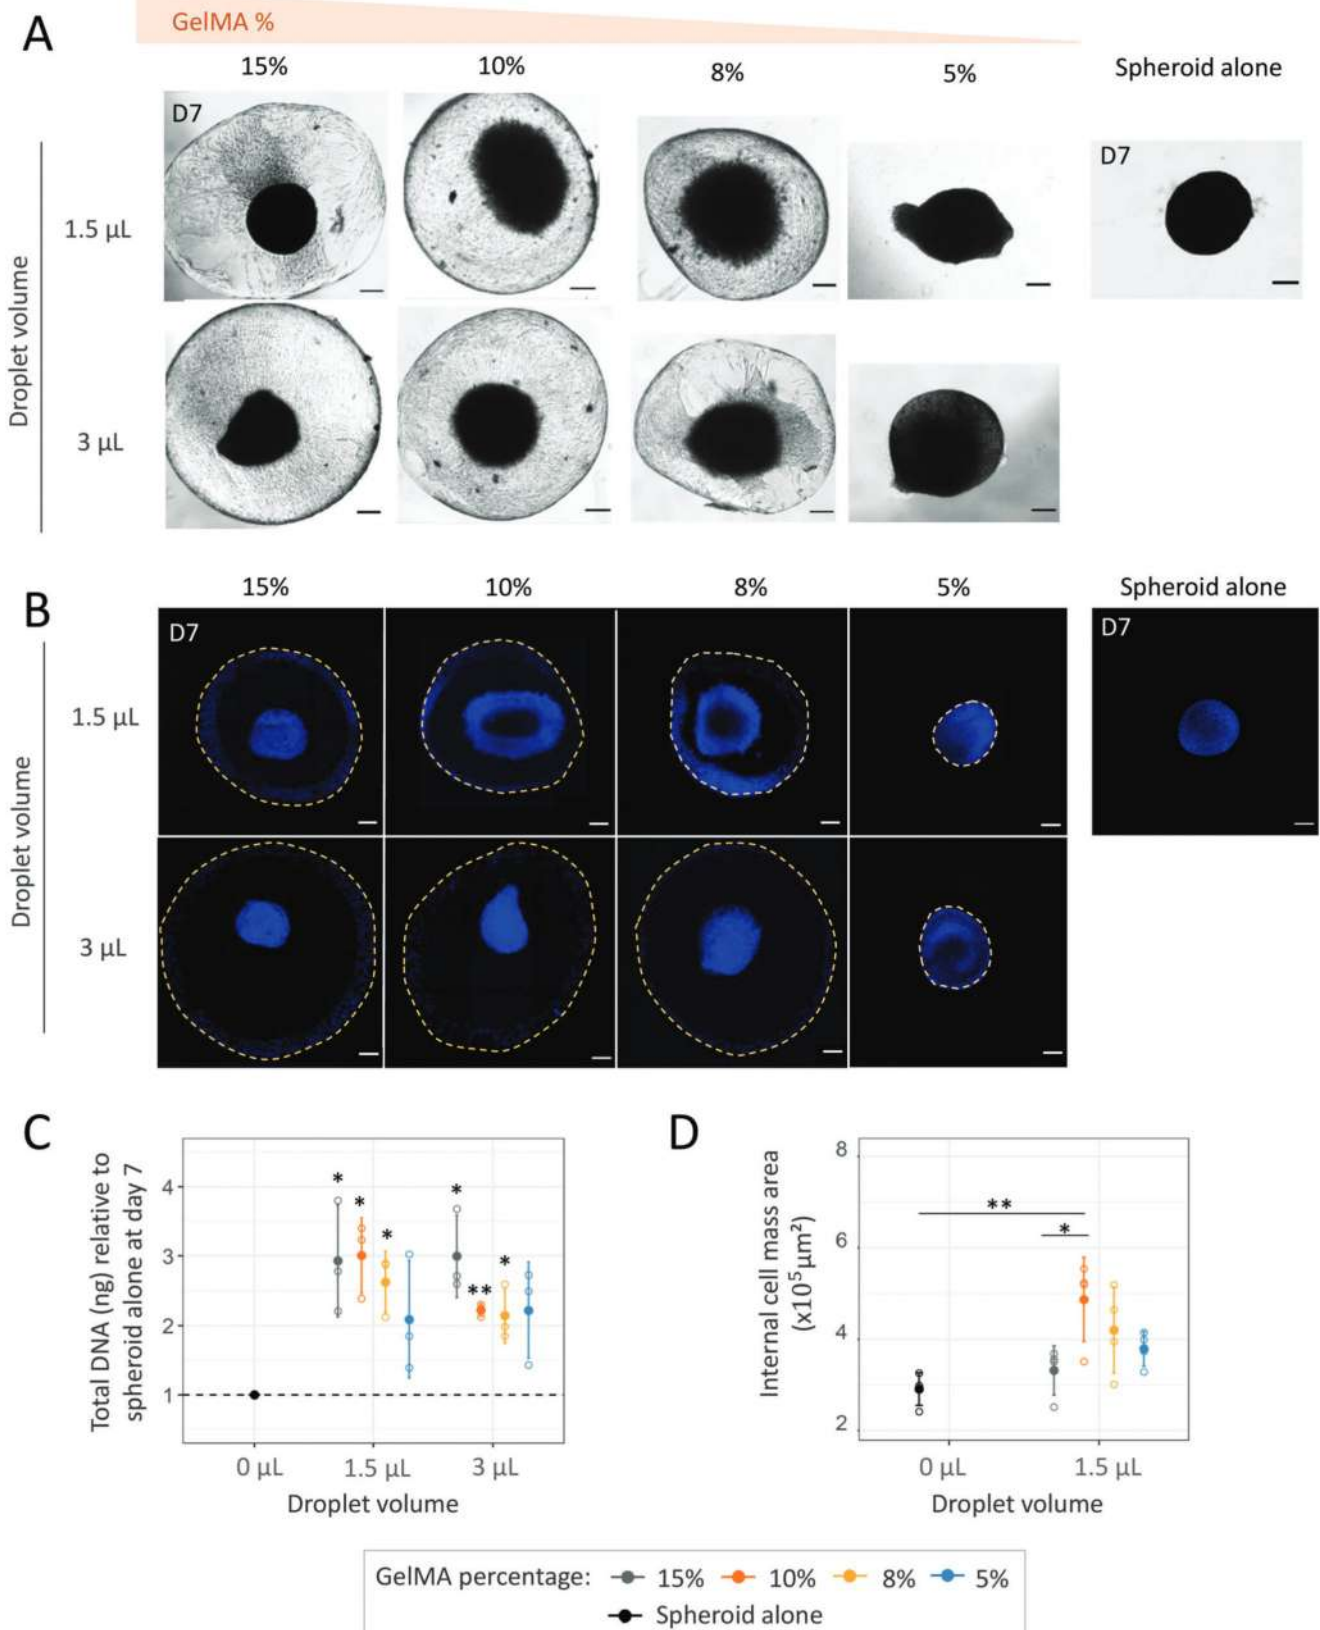 A
GelMA %
15%
10%
8%
5%
Spheroid alone
D7
D7
Droplet volume
1.5 µL
3 µL
B
15%
10%
8%
5%
Spheroid alone
D7
D7
Droplet volume
1.5 µL
3 µL
C
Total DNA (ng) relative to
spheroid alone at day 7
4
3
2
1
*
*
*
*
**
*
0 µL
1.5 µL
3 µL
Droplet volume
D
Internal cell mass area
(x10⁵µm²)
8
6
4
2
**
*
0 µL
1.5 µL
Droplet volume
GelMA percentage: 15% 10% 8% 5%
Spheroid alone